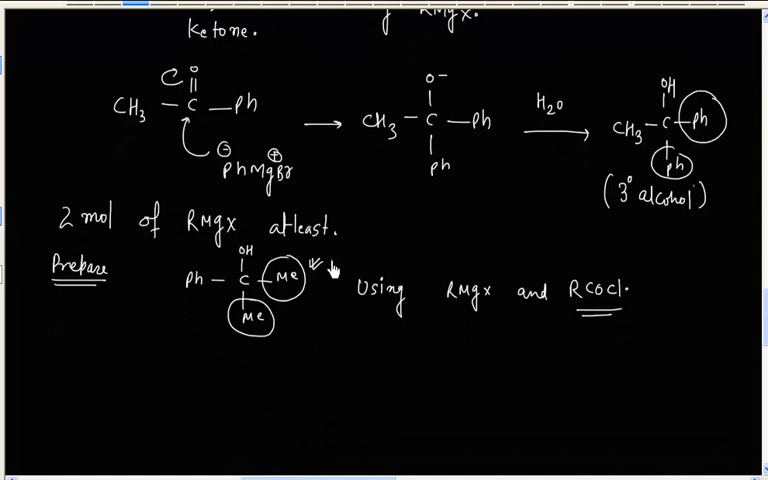 Ketone.
RMgX.
O
CH3 — C — Ph
⊖ ⊕
PhMgBr
O−
CH3 — C — Ph
Ph
H2O
OH
CH3 — C — Ph
Ph
(3° alcohol)
2 mol of RMgX atleast.
Prepare
OH
Ph — C — Me
Me
Using RMgX and RCOCl.